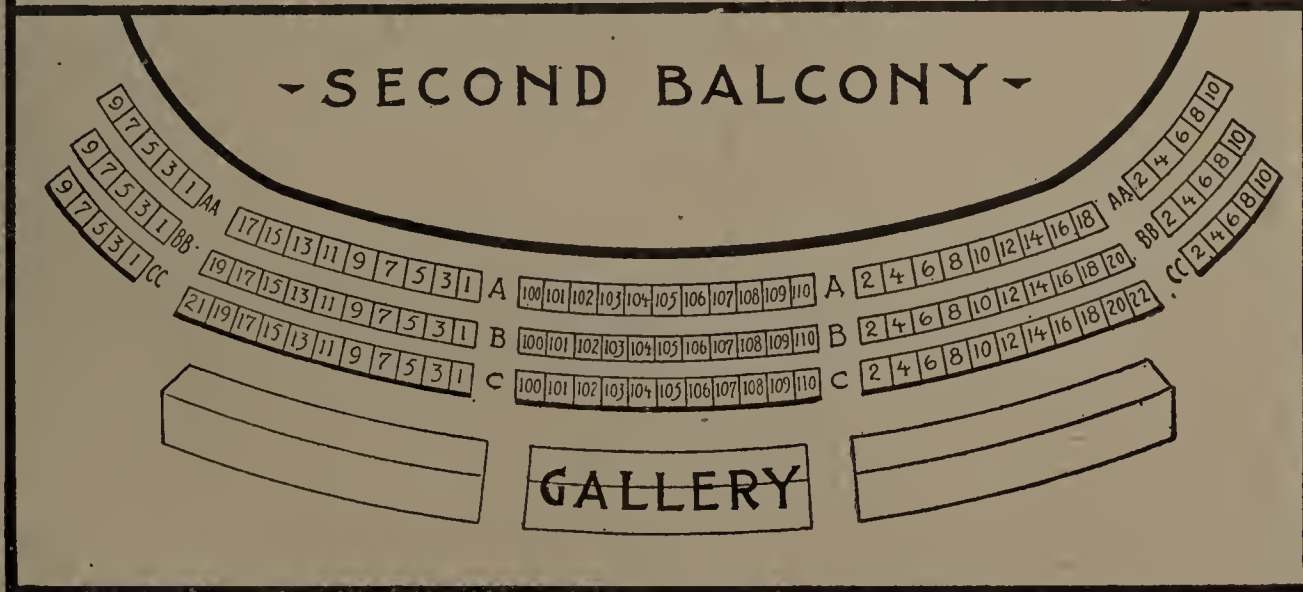 -SECOND BALCONY-
9 7 5 3 1 AA
9 7 5 3 1 BB.
9 7 5 3 1 CC
17 15 13 11 9 7 5 3 1 A 100 101 102 103 104 105 106 107 108 109 110 A 2 4 6 8 10 12 14 16 18
19 17 15 13 11 9 7 5 3 1 B 100 101 102 103 104 105 106 107 108 109 110 B 2 4 6 8 10 12 14 16 18 20
21 19 17 15 13 11 9 7 5 3 1 C 100 101 102 103 104 105 106 107 108 109 110 C 2 4 6 8 10 12 14 16 18 20 22
AA 2 4 6 8 10
BB 2 4 6 8 10
CC 2 4 6 8 10
GALLERY